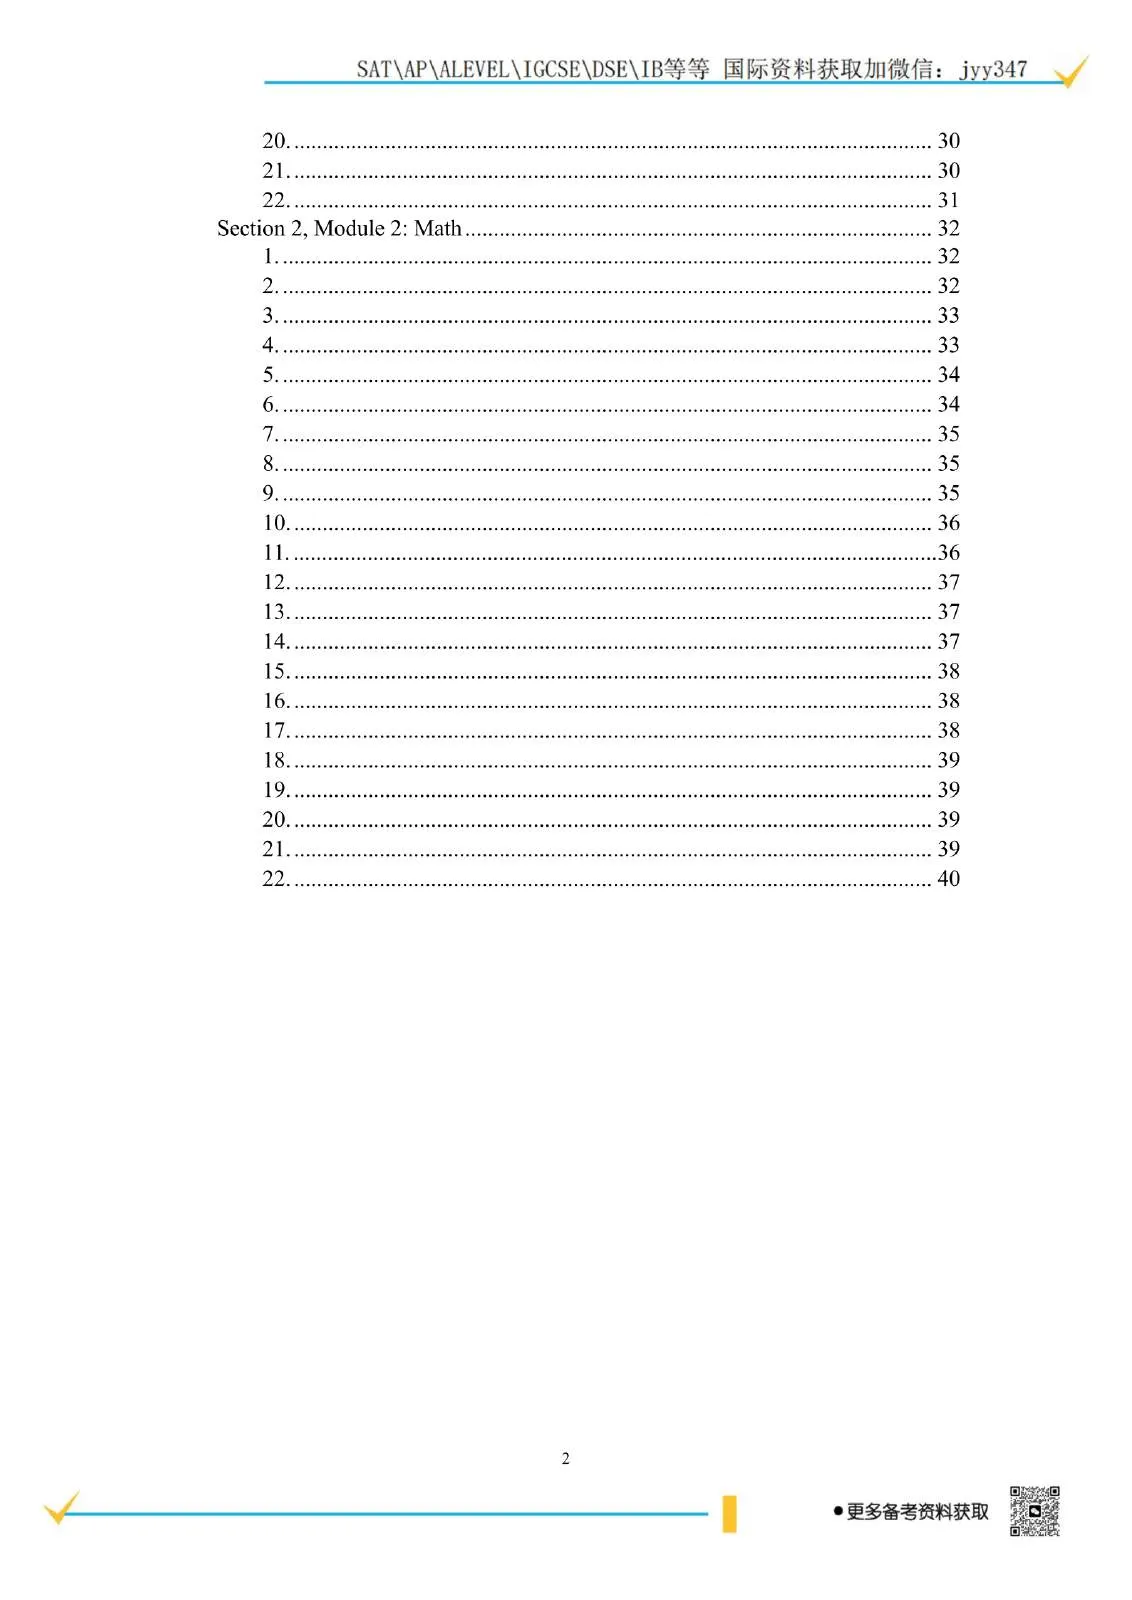 SAT\AP\ALEVEL\IGCSE\DSE\IB等等 国际资料获取加微信：jyy347
20. ........ 30
21. ........ 30
22. ........ 31
Section 2, Module 2: Math ........ 32
1. ........ 32
2. ........ 32
3. ........ 33
4. ........ 33
5. ........ 34
6. ........ 34
7. ........ 35
8. ........ 35
9. ........ 35
10. ........ 36
11. ........ 36
12. ........ 37
13. ........ 37
14. ........ 37
15. ........ 38
16. ........ 38
17. ........ 38
18. ........ 39
19. ........ 39
20. ........ 39
21. ........ 39
22. ........ 40
2
●更多备考资料获取